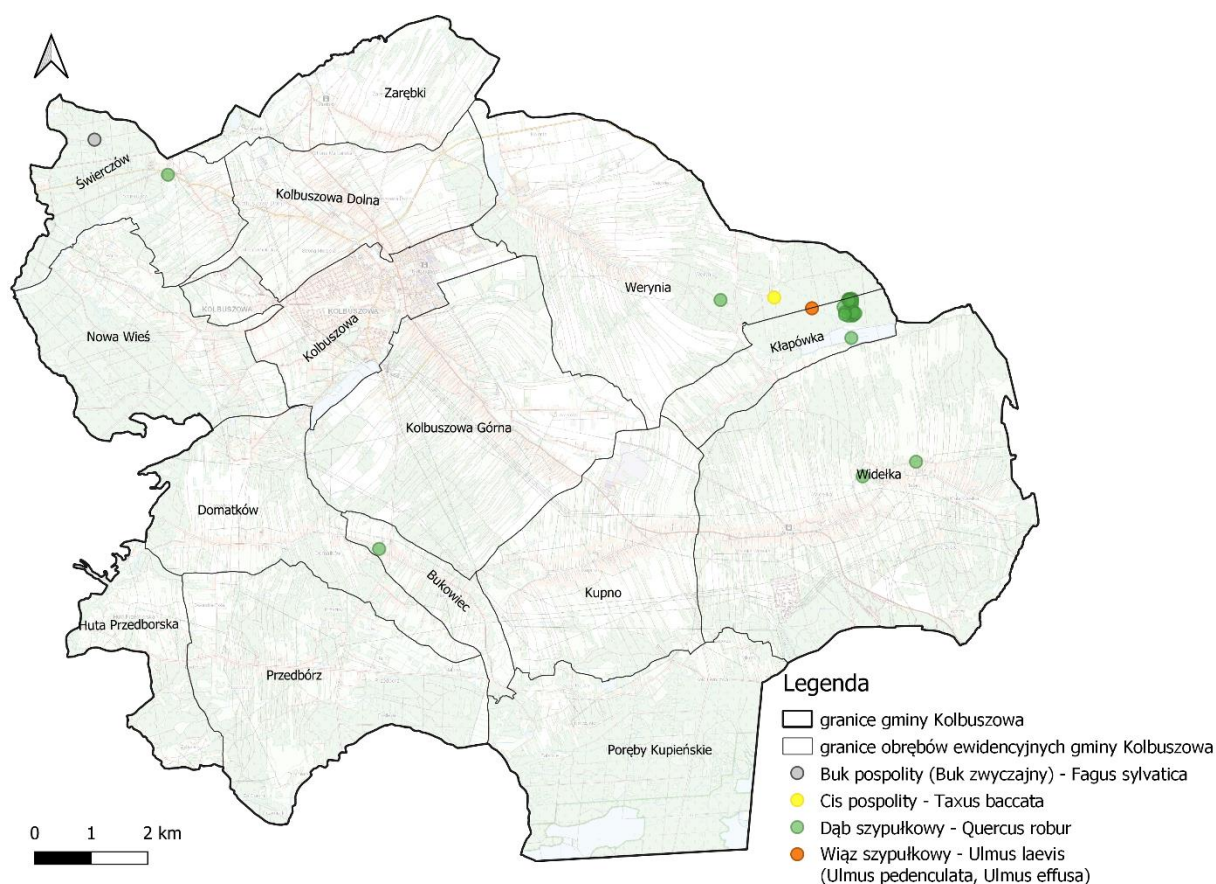 Zarębki
Świerczów
Kolbuszowa Dolna
Werynia
Nowa Wieś
KOLBUSZOWA
KOLBUSZOWA
Kolbuszowa
Kłapówka
Kolbuszowa Górna
Widełka
Domatków
Bukowiec
Kupno
Huta Przedborska
Przedbórz
Poręby Kupieńskie
Legenda
granice gminy Kolbuszowa
granice obrębów ewidencyjnych gminy Kolbuszowa
Buk pospolity (Buk zwyczajny) - Fagus sylvatica
Cis pospolity - Taxus baccata
Dąb szypułkowy - Quercus robur
Wiąz szypułkowy - Ulmus laevis
(Ulmus pedenculata, Ulmus effusa)
0 1 2 km